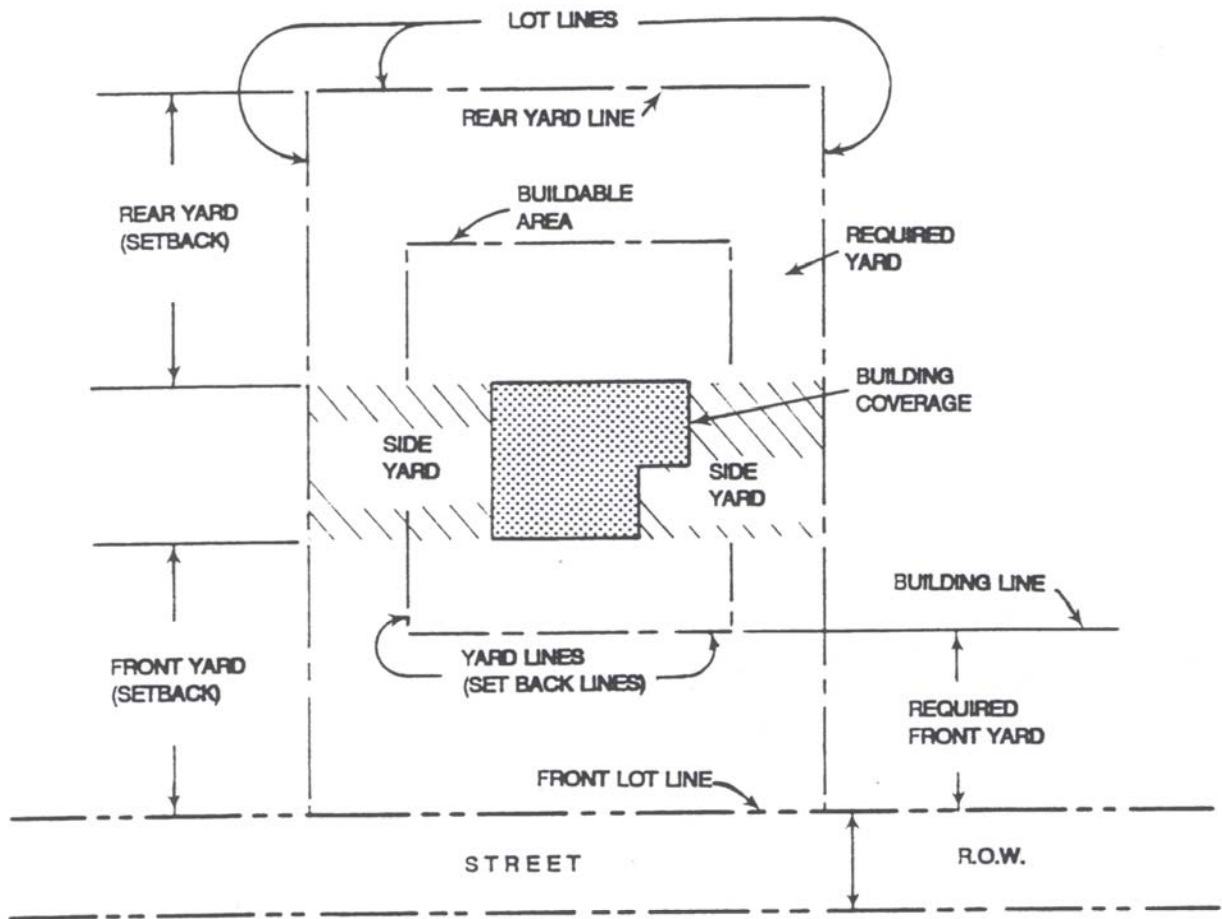 LOT LINES
REAR YARD LINE
BUILDABLE
AREA
REAR YARD
(SETBACK)
REQUIRED
YARD
BUILDING
COVERAGE
SIDE
YARD
SIDE
YARD
BUILDING LINE
FRONT YARD
(SETBACK)
YARD LINES
(SET BACK LINES)
REQUIRED
FRONT YARD
FRONT LOT LINE
STREET
R.O.W.